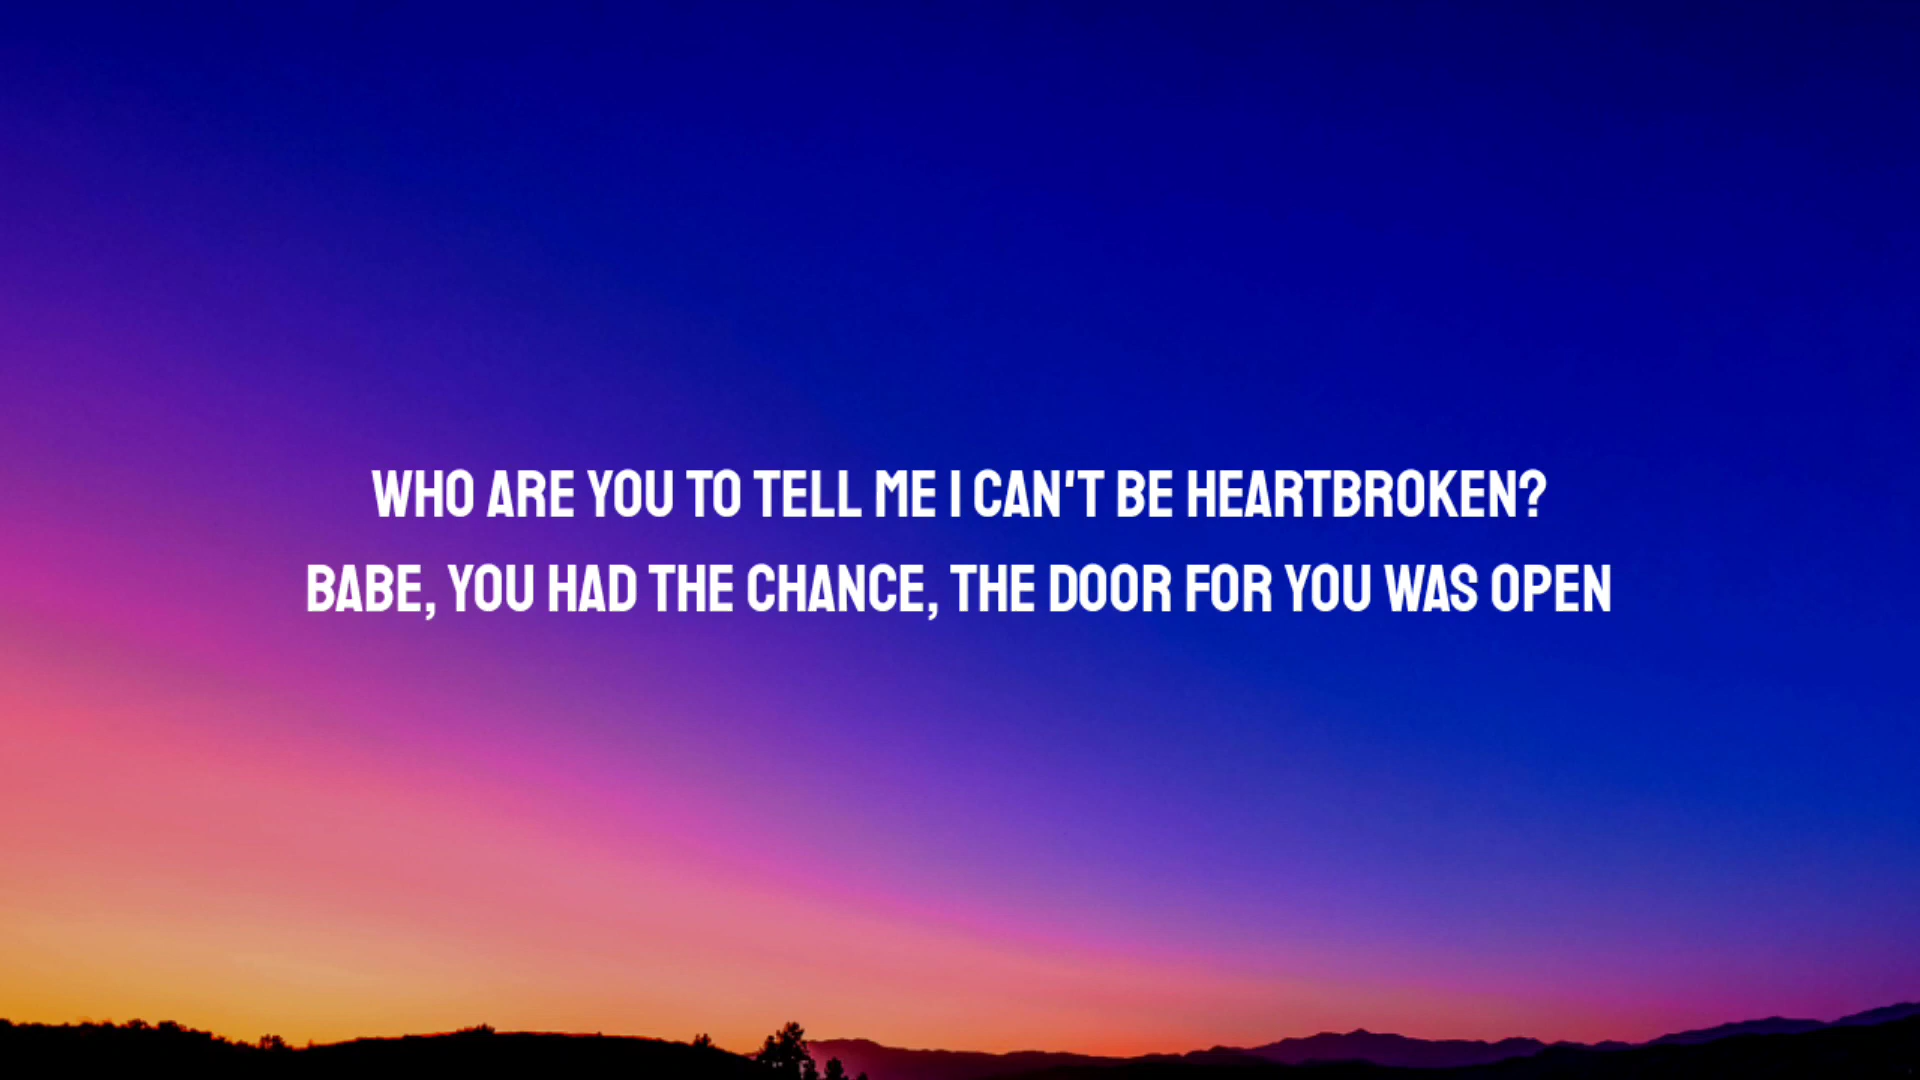 WHO ARE YOU TO TELL ME I CAN'T BE HEARTBROKEN?
BABE, YOU HAD THE CHANCE, THE DOOR FOR YOU WAS OPEN